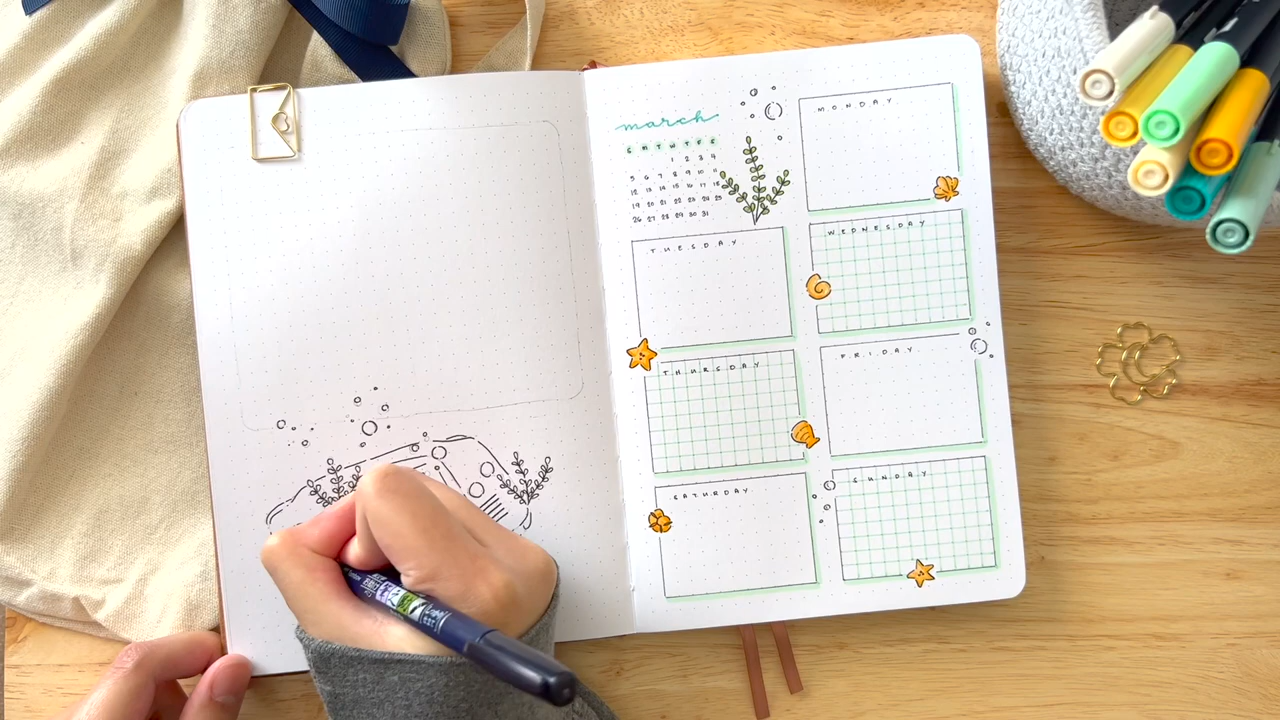 march
S M T W T F S
1 2 3 4
5 6 7 8 9 10 11
12 13 14 15 16 17 18
19 20 21 22 23 24 25
26 27 28 29 30 31
MONDAY
TUESDAY
WEDNESDAY
THURSDAY
FRIDAY
SATURDAY
SUNDAY